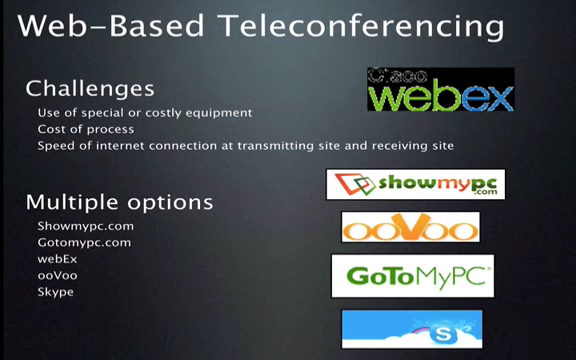 Web-Based Teleconferencing
Challenges
Use of special or costly equipment
Cost of process
Speed of internet connection at transmitting site and receiving site
webex
Multiple options
Showmypc.com
Gotomypc.com
webEx
ooVoo
Skype
showmypc
.com
ooVoo
GoToMyPC®
S